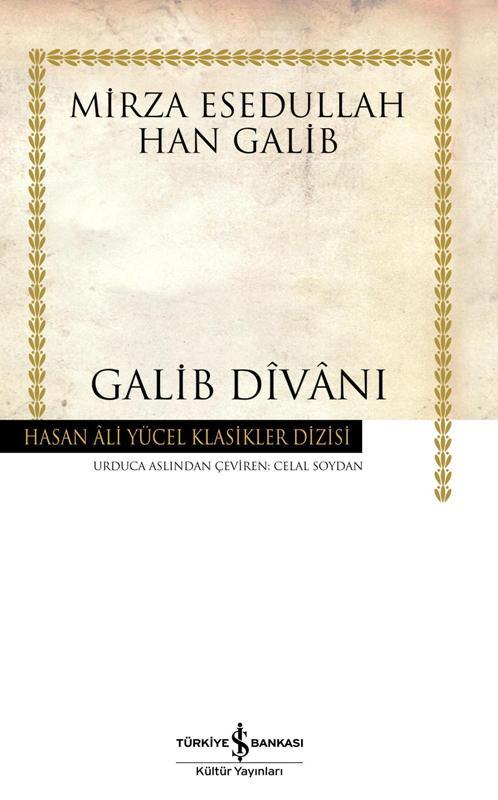 MİRZA ESEDULLAH
HAN GALİB
GALİB DÎVÂNI
HASAN ÂLİ YÜCEL KLASİKLER DİZİSİ
URDUCA ASLINDAN ÇEVİREN: CELAL SOYDAN
TÜRKİYE İŞ BANKASI
Kültür Yayınları